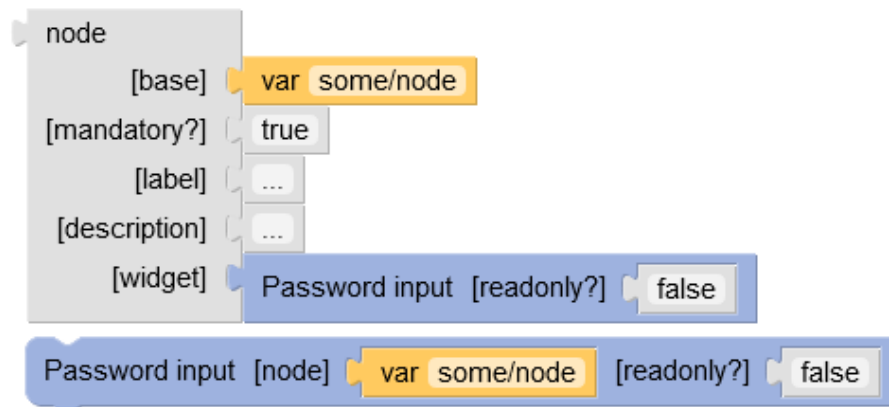 node
[base] var some/node
[mandatory?] true
[label] ...
[description] ...
[widget] Password input [readonly?] false
Password input [node] var some/node [readonly?] false